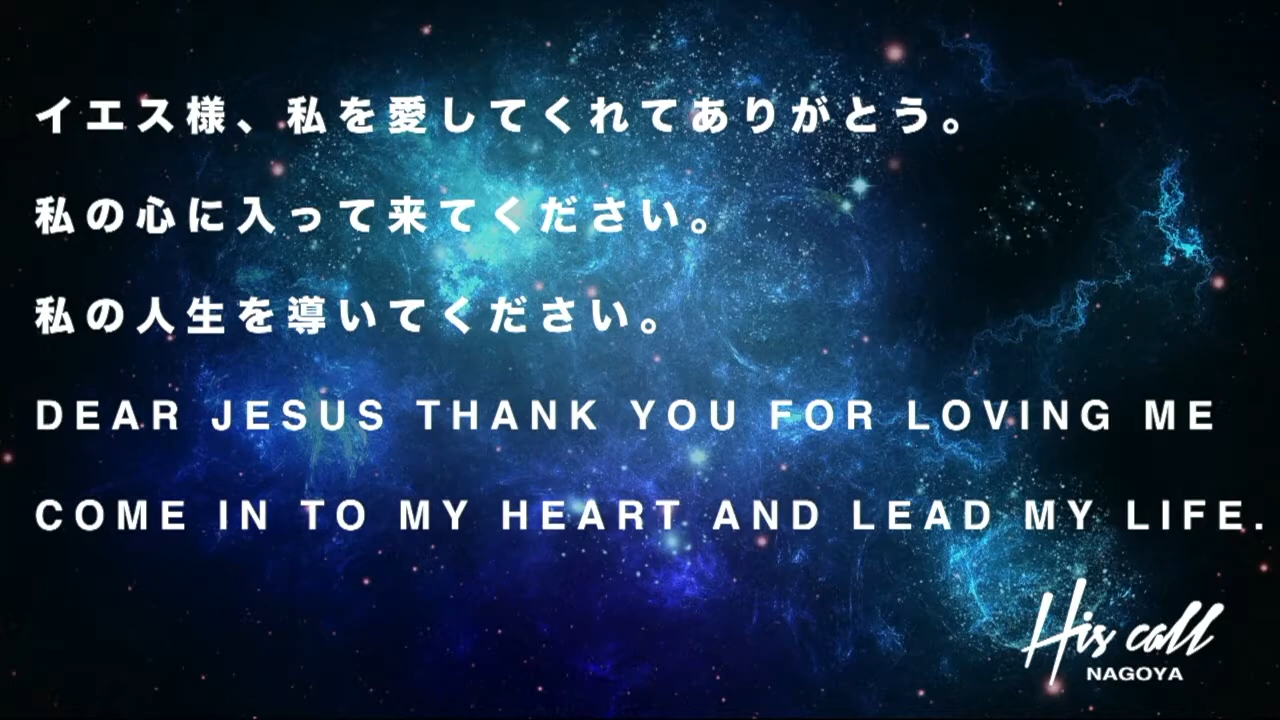 イエス様、私を愛してくれてありがとう。
私の心に入って来てください。
私の人生を導いてください。
DEAR JESUS THANK YOU FOR LOVING ME
COME IN TO MY HEART AND LEAD MY LIFE.
His call
NAGOYA